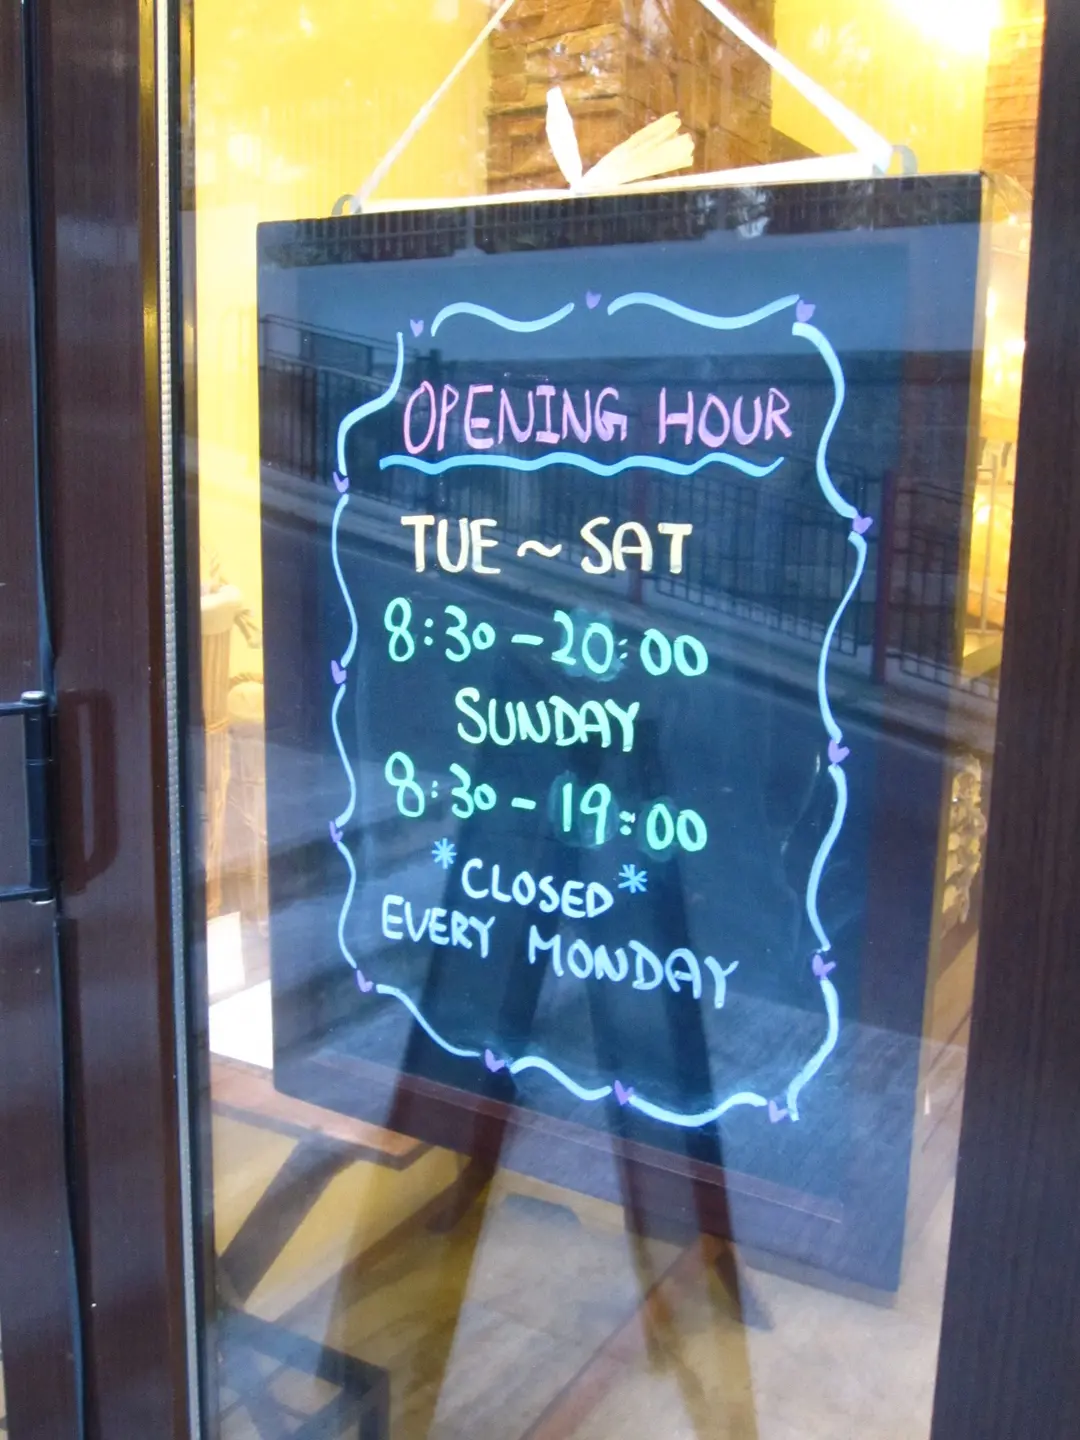 OPENING HOUR
TUE ~ SAT
8:30 - 20:00
SUNDAY
8:30 - 19:00
*CLOSED*
EVERY MONDAY